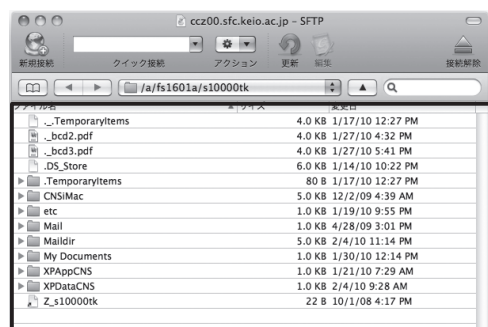 ccz00.sfc.keio.ac.jp – SFTP
新規接続 クイック接続 アクション 更新 編集 接続解除
/a/fs1601a/s10000tk
ファイル名 サイズ 変更日
._.TemporaryItems 4.0 KB 1/17/10 12:27 PM
._bcd2.pdf 4.0 KB 1/27/10 4:32 PM
._bcd3.pdf 4.0 KB 1/27/10 5:41 PM
.DS_Store 6.0 KB 1/14/10 10:22 PM
.TemporaryItems 80 B 1/17/10 12:27 PM
CNSiMac 5.0 KB 12/2/09 4:39 AM
etc 1.0 KB 1/19/10 9:55 PM
Mail 1.0 KB 4/28/09 3:01 PM
Maildir 5.0 KB 2/4/10 11:14 PM
My Documents 1.0 KB 1/30/10 12:14 PM
XPAppCNS 1.0 KB 1/21/10 7:29 AM
XPDataCNS 1.0 KB 2/4/10 9:28 AM
Z_s10000tk 22 B 10/1/08 4:17 PM